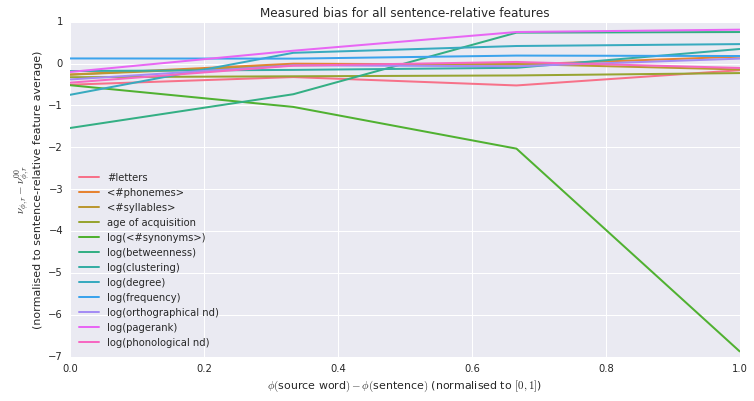 Measured bias for all sentence-relative features
1
0
−1
−2
−3
−4
−5
−6
−7
ν_{ϕ,r} − ν^{00}_{ϕ,r}
(normalised to sentence-relative feature average)
#letters
<#phonemes>
<#syllables>
age of acquisition
log(<#synonyms>)
log(betweenness)
log(clustering)
log(degree)
log(frequency)
log(orthographical nd)
log(pagerank)
log(phonological nd)
0.0 0.2 0.4 0.6 0.8 1.0
ϕ(source word) − ϕ(sentence) (normalised to [0, 1])